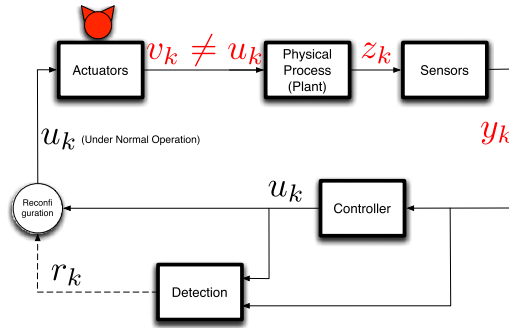 v_k ≠ u_k
z_k
Actuators
Physical
Process
(Plant)
Sensors
y_k
u_k (Under Normal Operation)
u_k
Reconfi
guration
Controller
r_k
Detection